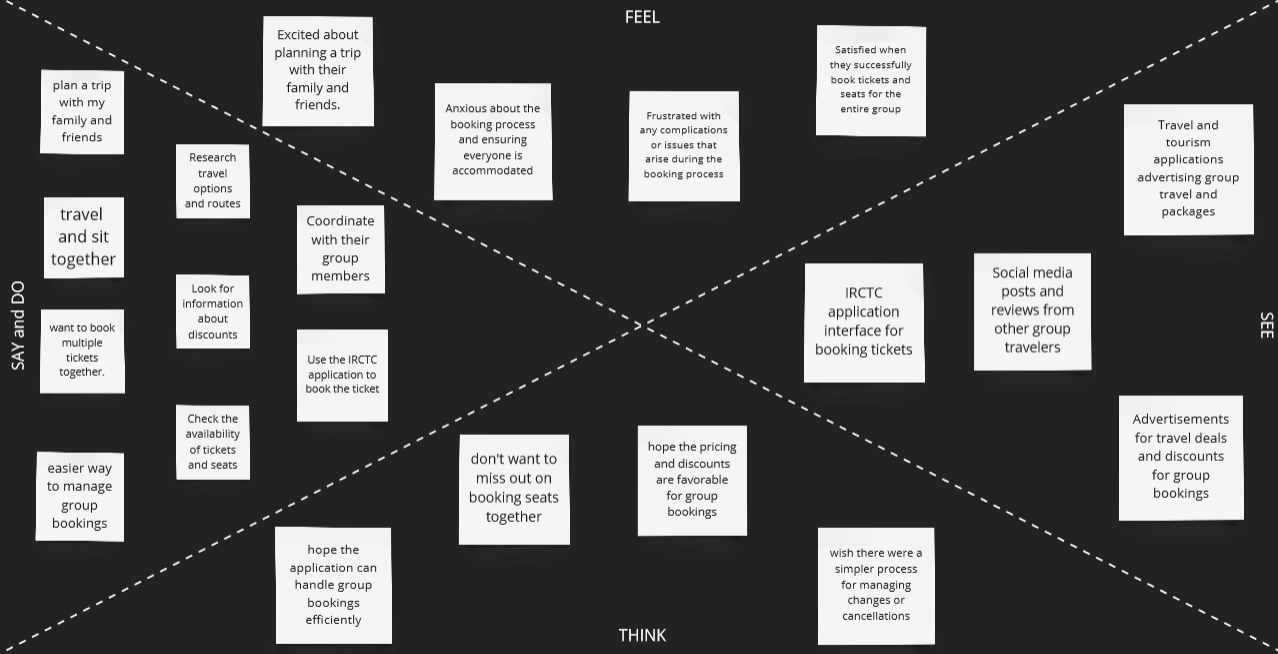 FEEL
Excited about
planning a trip
with their
family and
friends.
Anxious about the
booking process
and ensuring
everyone is
accommodated
Frustrated with
any complications
or issues that
arise during the
booking process
Satisfied when
they successfully
book tickets and
seats for the
entire group
SAY and DO
plan a trip
with my
family and
friends
travel
and sit
together
want to book
multiple
tickets
together.
easier way
to manage
group
bookings
Research
travel
options
and routes
Look for
information
about
discounts
Check the
availability
of tickets
and seats
Coordinate
with their
group
members
Use the IRCTC
application to
book the ticket
SEE
IRCTC
application
interface for
booking tickets
Social media
posts and
reviews from
other group
travelers
Travel and
tourism
applications
advertising group
travel and
packages
Advertisements
for travel deals
and discounts
for group
bookings
THINK
hope the
application can
handle group
bookings
efficiently
don't want to
miss out on
booking seats
together
hope the pricing
and discounts
are favorable
for group
bookings
wish there were a
simpler process
for managing
changes or
cancellations